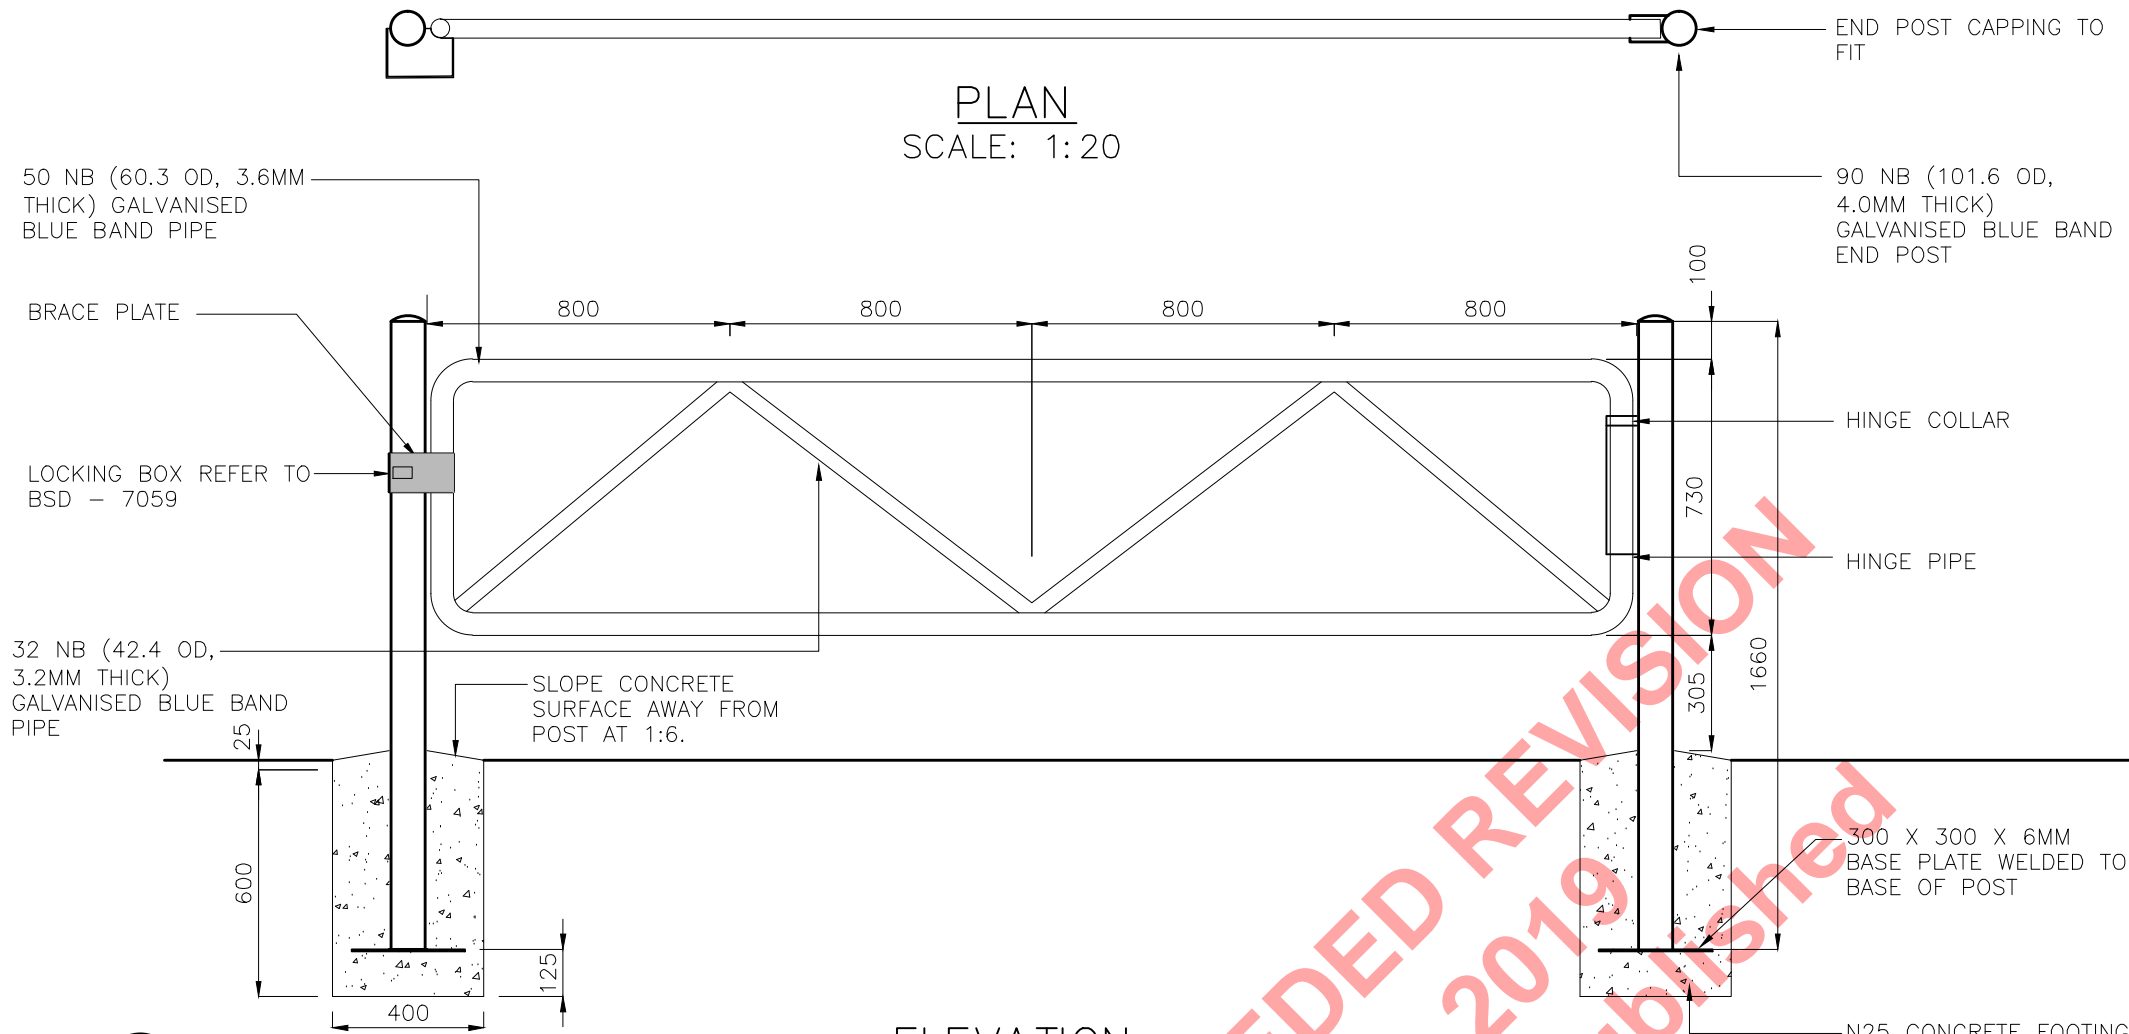 END POST CAPPING TO
FIT
PLAN
SCALE: 1:20
50 NB (60.3 OD, 3.6MM
THICK) GALVANISED
BLUE BAND PIPE
90 NB (101.6 OD,
4.0MM THICK)
GALVANISED BLUE BAND
END POST
100
BRACE PLATE
800
800
800
800
HINGE COLLAR
LOCKING BOX REFER TO
BSD - 7059
730
HINGE PIPE
32 NB (42.4 OD,
3.2MM THICK)
GALVANISED BLUE BAND
PIPE
SLOPE CONCRETE
SURFACE AWAY FROM
POST AT 1:6.
305
1660
25
600
125
400
300 X 300 X 6MM
BASE PLATE WELDED TO
BASE OF POST
ELEVATION
N25 CONCRETE FOOTING
REVISION
2019